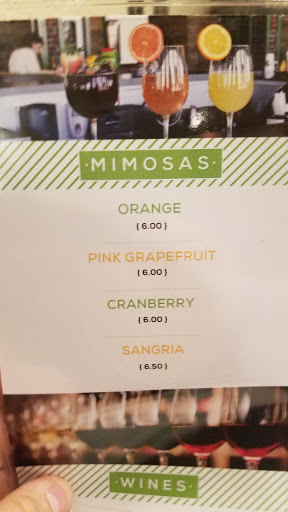 ·MIMOSAS·
ORANGE
( 6.00 )
PINK GRAPEFRUIT
( 6.00 )
CRANBERRY
( 6.00 )
SANGRIA
( 6.50 )
·WINES·